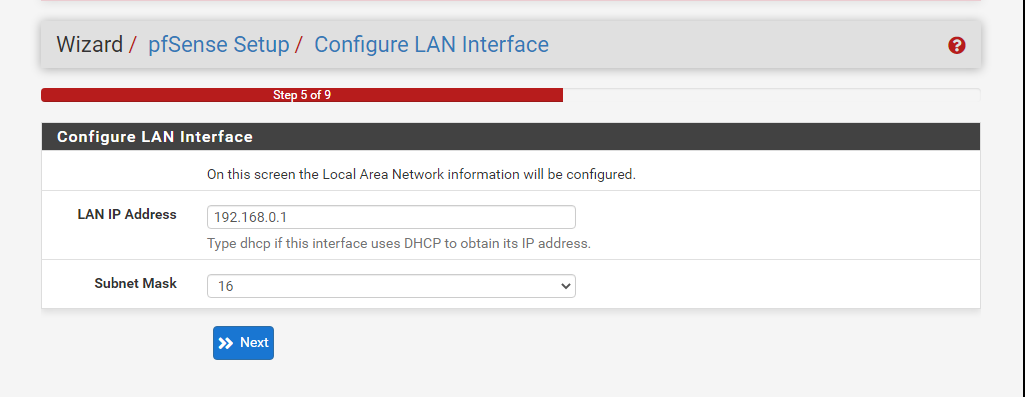 Wizard / pfSense Setup / Configure LAN Interface
Step 5 of 9
Configure LAN Interface
On this screen the Local Area Network information will be configured.
LAN IP Address
192.168.0.1
Type dhcp if this interface uses DHCP to obtain its IP address.
Subnet Mask
16
Next